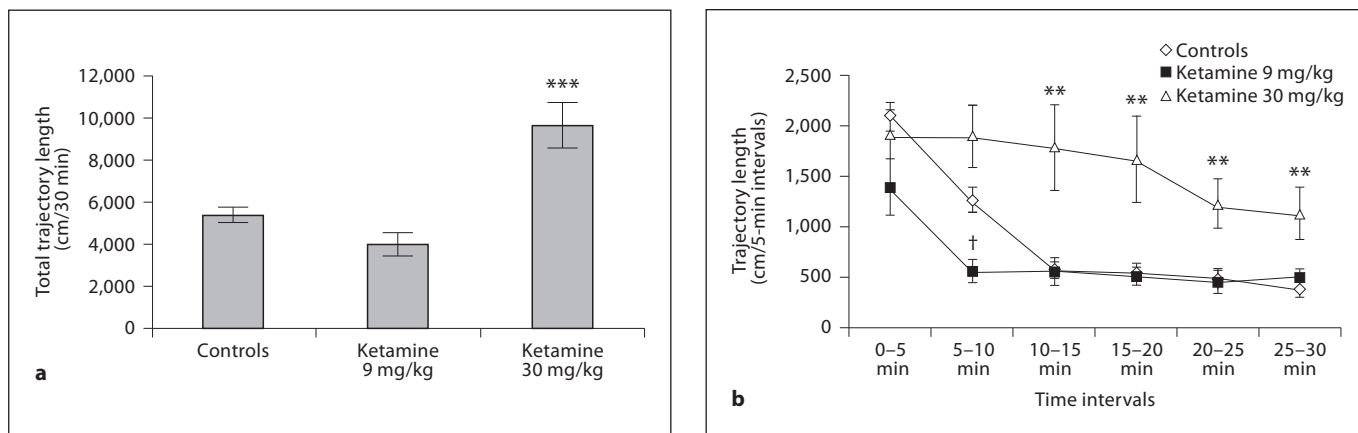 Total trajectory length
(cm/30 min)
12,000
10,000
8,000
6,000
4,000
2,000
0
***
Controls
Ketamine
9 mg/kg
Ketamine
30 mg/kg
a
Controls
Ketamine 9 mg/kg
Ketamine 30 mg/kg
Trajectory length
(cm/5-min intervals)
2,500
2,000
1,500
1,000
500
0
**
**
**
**
†
0–5
min
5–10
min
10–15
min
15–20
min
20–25
min
25–30
min
Time intervals
b